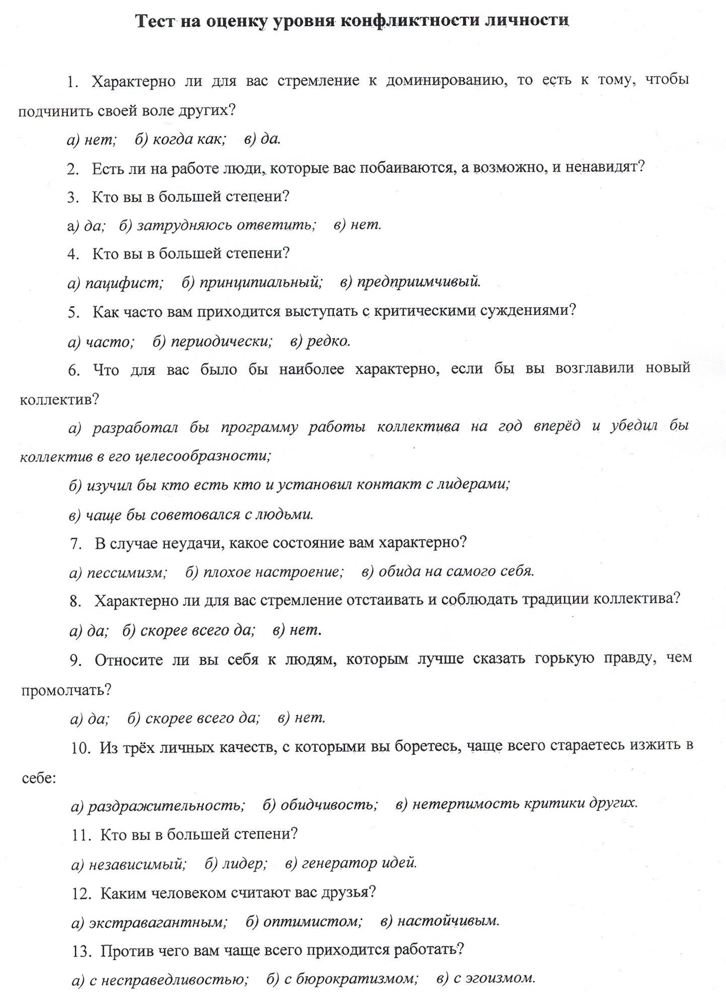 Тест на оценку уровня конфликтности личности
1. Характерно ли для вас стремление к доминированию, то есть к тому, чтобы
подчинить своей воле других?
а) нет; б) когда как; в) да.
2. Есть ли на работе люди, которые вас побаиваются, а возможно, и ненавидят?
3. Кто вы в большей степени?
а) да; б) затрудняюсь ответить; в) нет.
4. Кто вы в большей степени?
а) пацифист; б) принципиальный; в) предприимчивый.
5. Как часто вам приходится выступать с критическими суждениями?
а) часто; б) периодически; в) редко.
6. Что для вас было бы наиболее характерно, если бы вы возглавили новый
коллектив?
а) разработал бы программу работы коллектива на год вперёд и убедил бы
коллектив в его целесообразности;
б) изучил бы кто есть кто и установил контакт с лидерами;
в) чаще бы советовался с людьми.
7. В случае неудачи, какое состояние вам характерно?
а) пессимизм; б) плохое настроение; в) обида на самого себя.
8. Характерно ли для вас стремление отстаивать и соблюдать традиции коллектива?
а) да; б) скорее всего да; в) нет.
9. Относите ли вы себя к людям, которым лучше сказать горькую правду, чем
промолчать?
а) да; б) скорее всего да; в) нет.
10. Из трёх личных качеств, с которыми вы боретесь, чаще всего стараетесь изжить в
себе:
а) раздражительность; б) обидчивость; в) нетерпимость критики других.
11. Кто вы в большей степени?
а) независимый; б) лидер; в) генератор идей.
12. Каким человеком считают вас друзья?
а) экстравагантным; б) оптимистом; в) настойчивым.
13. Против чего вам чаще всего приходится работать?
а) с несправедливостью; б) с бюрократизмом; в) с эгоизмом.